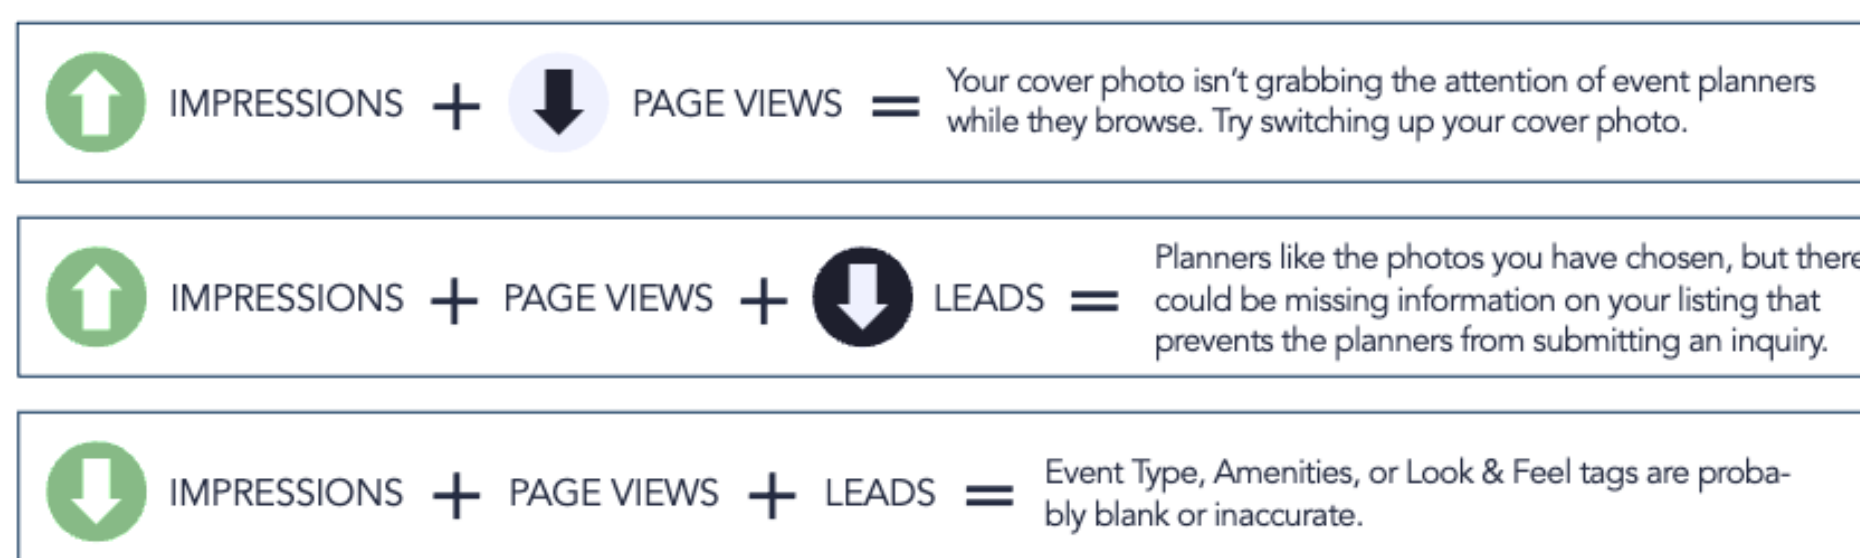 IMPRESSIONS + PAGE VIEWS = Your cover photo isn't grabbing the attention of event planners
while they browse. Try switching up your cover photo.
IMPRESSIONS + PAGE VIEWS + LEADS = Planners like the photos you have chosen, but there
could be missing information on your listing that
prevents the planners from submitting an inquiry.
IMPRESSIONS + PAGE VIEWS + LEADS = Event Type, Amenities, or Look & Feel tags are proba-
bly blank or inaccurate.